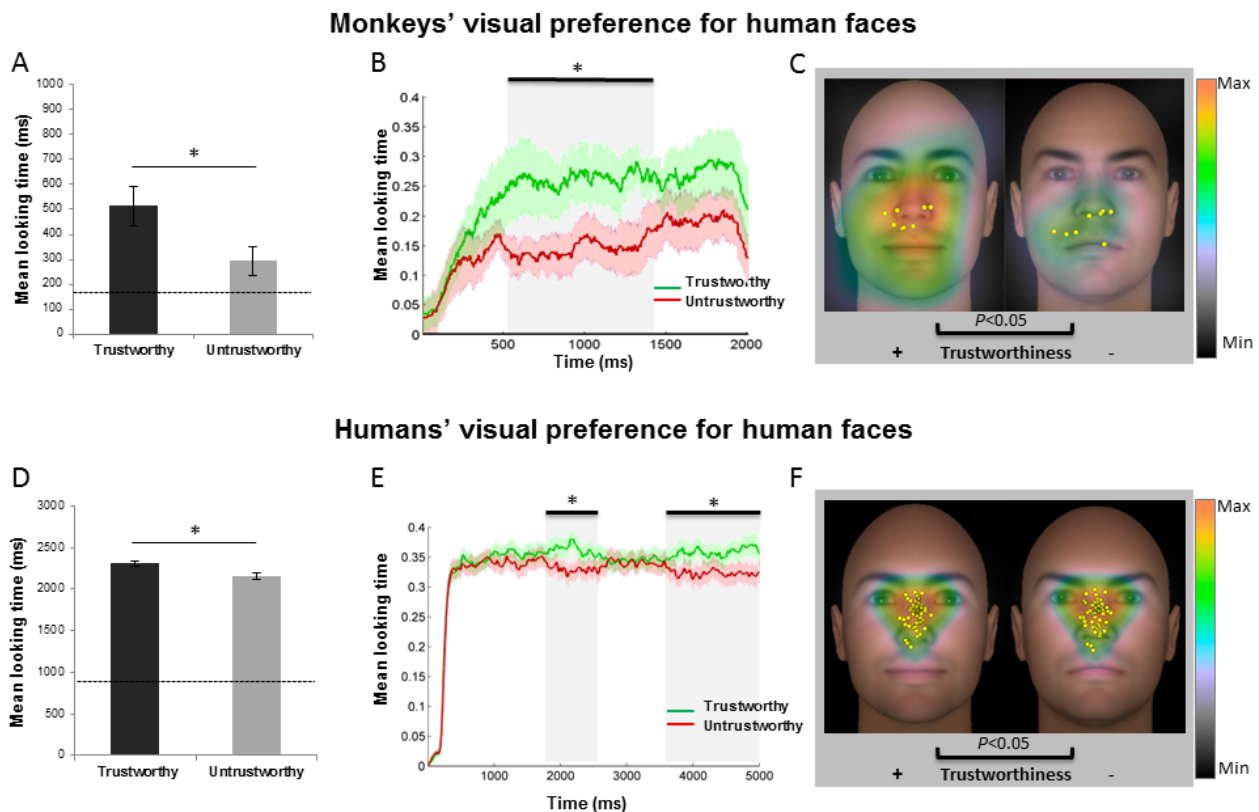 Monkeys' visual preference for human faces
A
Mean looking time (ms)
1000
900
800
700
600
500
400
300
200
100
0
*
Trustworthy
Untrustworthy
B
*
Mean looking time
0.4
0.35
0.3
0.25
0.2
0.15
0.1
0.05
0
Trustworthy
Untrustworthy
500
1000
1500
2000
Time (ms)
C
Max
Min
P<0.05
+ Trustworthiness -
Humans' visual preference for human faces
D
Mean looking time (ms)
3000
2500
2000
1500
1000
500
0
*
Trustworthy
Untrustworthy
E
* *
Mean looking time
0.4
0.35
0.3
0.25
0.2
0.15
0.1
0.05
0
Trustworthy
Untrustworthy
1000
2000
3000
4000
5000
Time (ms)
F
Max
Min
P<0.05
+ Trustworthiness -